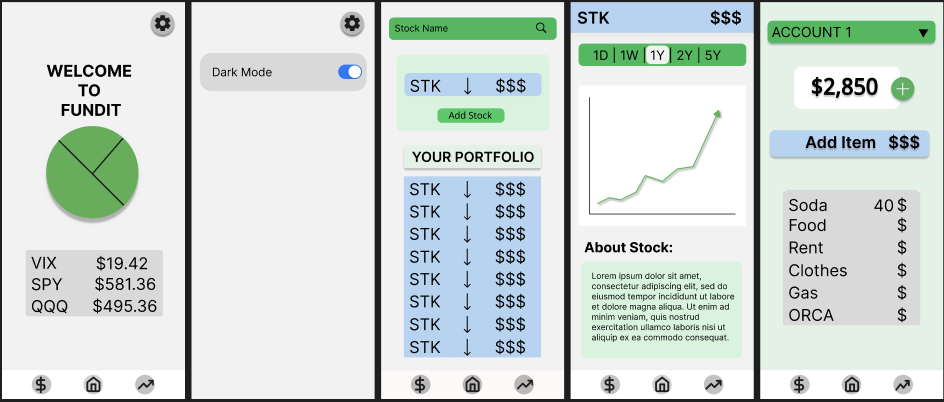 WELCOME
TO
FUNDIT
VIX $19.42
SPY $581.36
QQQ $495.36
$
Dark Mode
Stock Name
STK ↓ $$$
Add Stock
YOUR PORTFOLIO
STK ↓ $$$
STK ↓ $$$
STK ↓ $$$
STK ↓ $$$
STK ↓ $$$
STK ↓ $$$
STK ↓ $$$
STK ↓ $$$
$
STK $$$
1D | 1W | 1Y | 2Y | 5Y
About Stock:
Lorem ipsum dolor sit amet,
consectetur adipiscing elit, sed do
eiusmod tempor incididunt ut labore
et dolore magna aliqua. Ut enim ad
minim veniam, quis nostrud
exercitation ullamco laboris nisi ut
aliquip ex ea commodo consequat.
$
ACCOUNT 1 ▼
$2,850 +
Add Item $$$
Soda 40 $
Food $
Rent $
Clothes $
Gas $
ORCA $
$